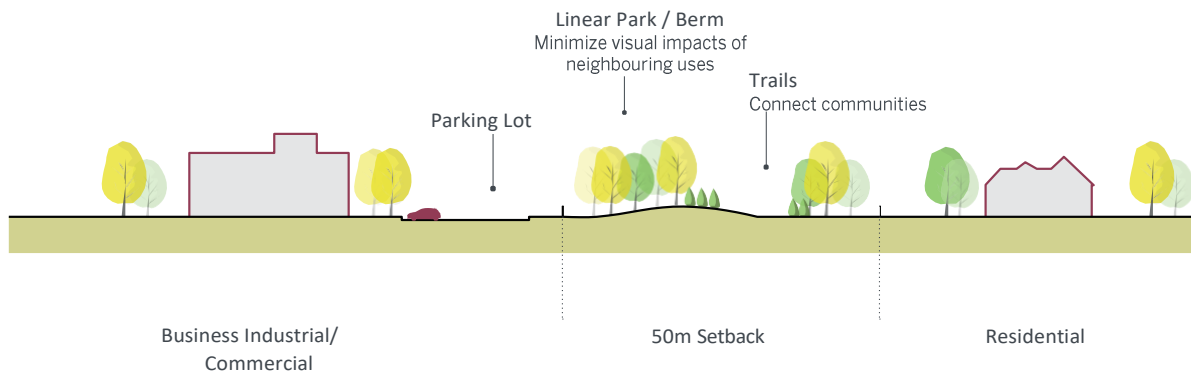 Linear Park / Berm
Minimize visual impacts of
neighbouring uses
Trails
Connect communities
Parking Lot
Business Industrial/
Commercial
50m Setback
Residential